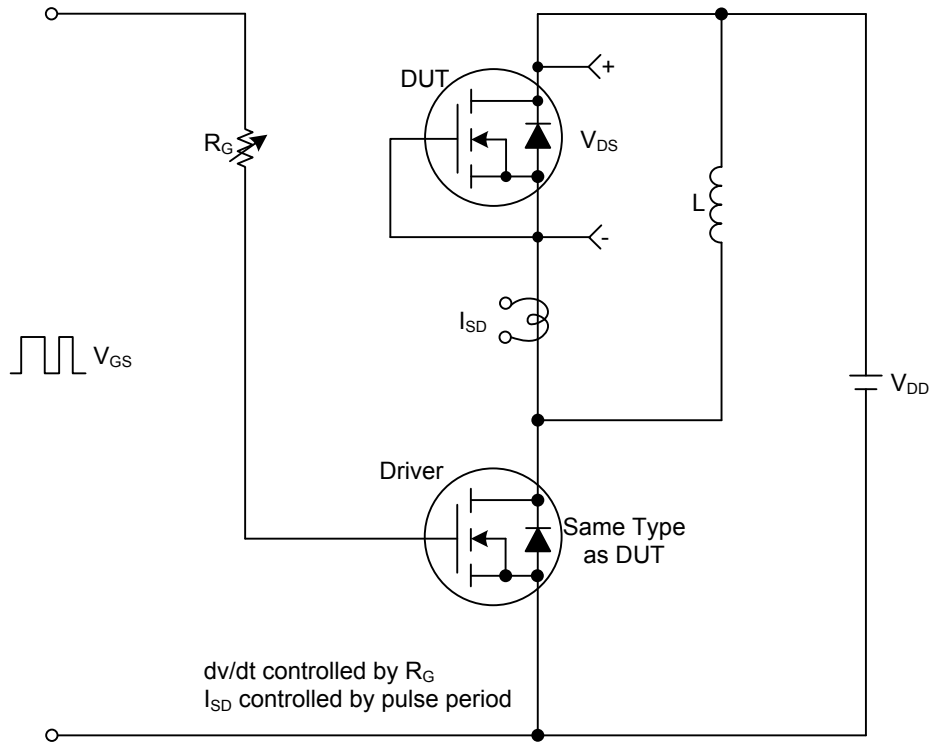 DUT
+
R_G
V_DS
L
-
I_SD
V_GS
V_DD
Driver
Same Type
as DUT
dv/dt controlled by R_G
I_SD controlled by pulse period